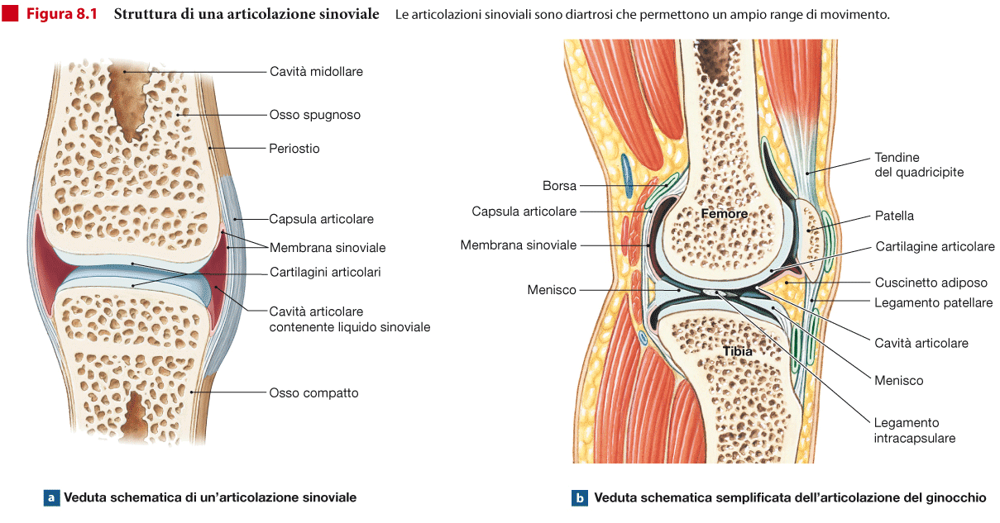 Figura 8.1 Struttura di una articolazione sinoviale Le articolazioni sinoviali sono diartrosi che permettono un ampio range di movimento.
Cavità midollare
Osso spugnoso
Periostio
Capsula articolare
Membrana sinoviale
Cartilagini articolari
Cavità articolare
contenente liquido sinoviale
Osso compatto
a Veduta schematica di un’articolazione sinoviale
Borsa
Capsula articolare
Membrana sinoviale
Menisco
Femore
Tibia
Tendine
del quadricipite
Patella
Cartilagine articolare
Cuscinetto adiposo
Legamento patellare
Cavità articolare
Menisco
Legamento
intracapsulare
b Veduta schematica semplificata dell’articolazione del ginocchio